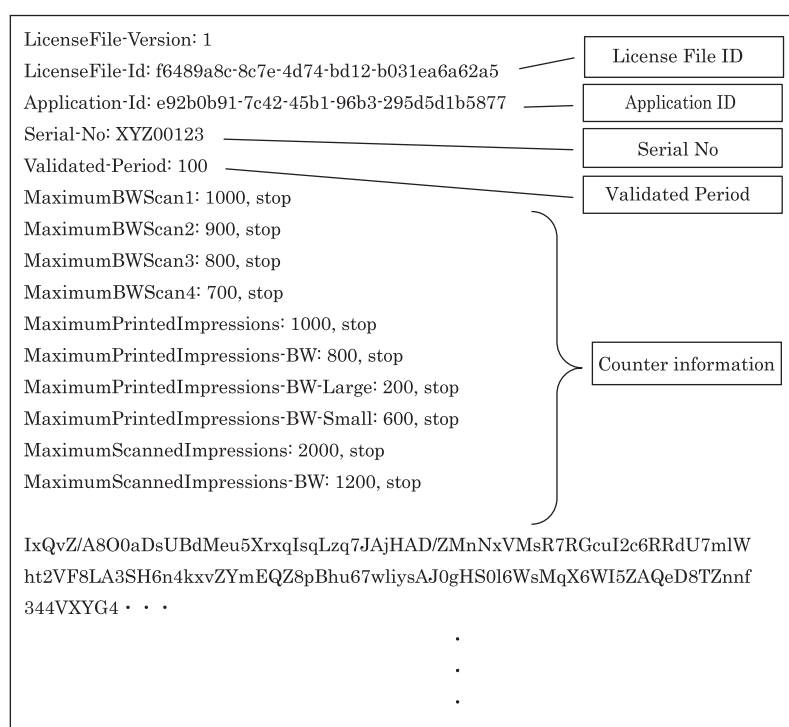 LicenseFile-Version: 1
LicenseFile-Id: f6489a8c-8c7e-4d74-bd12-b031ea6a62a5
License File ID
Application-Id: e92b0b91-7c42-45b1-96b3-295d5d1b5877
Application ID
Serial-No: XYZ00123
Serial No
Validated-Period: 100
Validated Period
MaximumBWScan1: 1000, stop
MaximumBWScan2: 900, stop
MaximumBWScan3: 800, stop
MaximumBWScan4: 700, stop
MaximumPrintedImpressions: 1000, stop
MaximumPrintedImpressions-BW: 800, stop
Counter information
MaximumPrintedImpressions-BW-Large: 200, stop
MaximumPrintedImpressions-BW-Small: 600, stop
MaximumScannedImpressions: 2000, stop
MaximumScannedImpressions-BW: 1200, stop
IxQvZ/A8O0aDsUBdMeu5XrxqIsqLzq7JAjHAD/ZMnNxVMsR7RGcuI2c6RRdU7mlW
ht2VF8LA3SH6n4kxvZYmEQZ8pBhu67wliysAJ0gHS0l6WsMqX6WI5ZAQeD8TZnnf
344VXYG4・・・